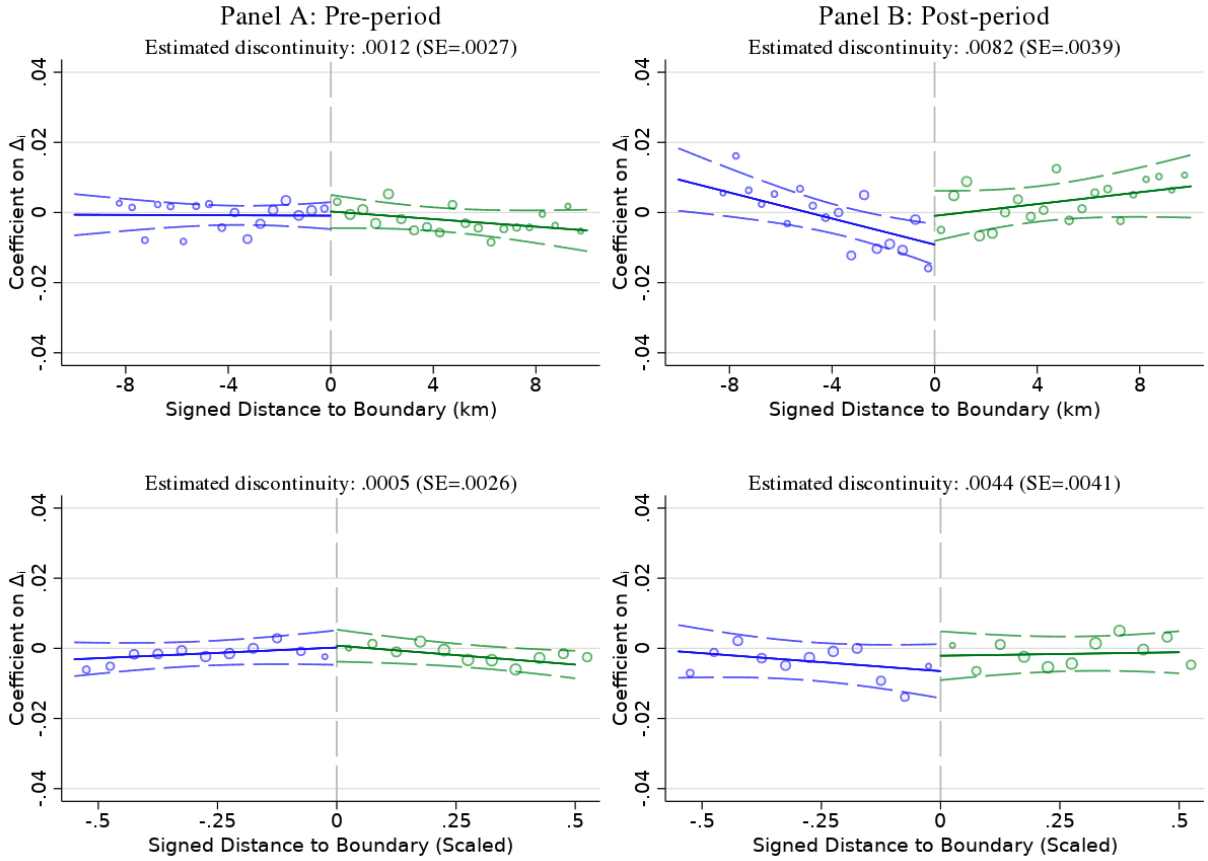 Panel A: Pre-period
Estimated discontinuity: .0012 (SE=.0027)
Coefficient on Δᵢ
.04
.02
0
-.02
-.04
-8
-4
0
4
8
Signed Distance to Boundary (km)
Panel B: Post-period
Estimated discontinuity: .0082 (SE=.0039)
Coefficient on Δᵢ
.04
.02
0
-.02
-.04
-8
-4
0
4
8
Signed Distance to Boundary (km)
Estimated discontinuity: .0005 (SE=.0026)
Coefficient on Δᵢ
.04
.02
0
-.02
-.04
-.5
-.25
0
.25
.5
Signed Distance to Boundary (Scaled)
Estimated discontinuity: .0044 (SE=.0041)
Coefficient on Δᵢ
.04
.02
0
-.02
-.04
-.5
-.25
0
.25
.5
Signed Distance to Boundary (Scaled)